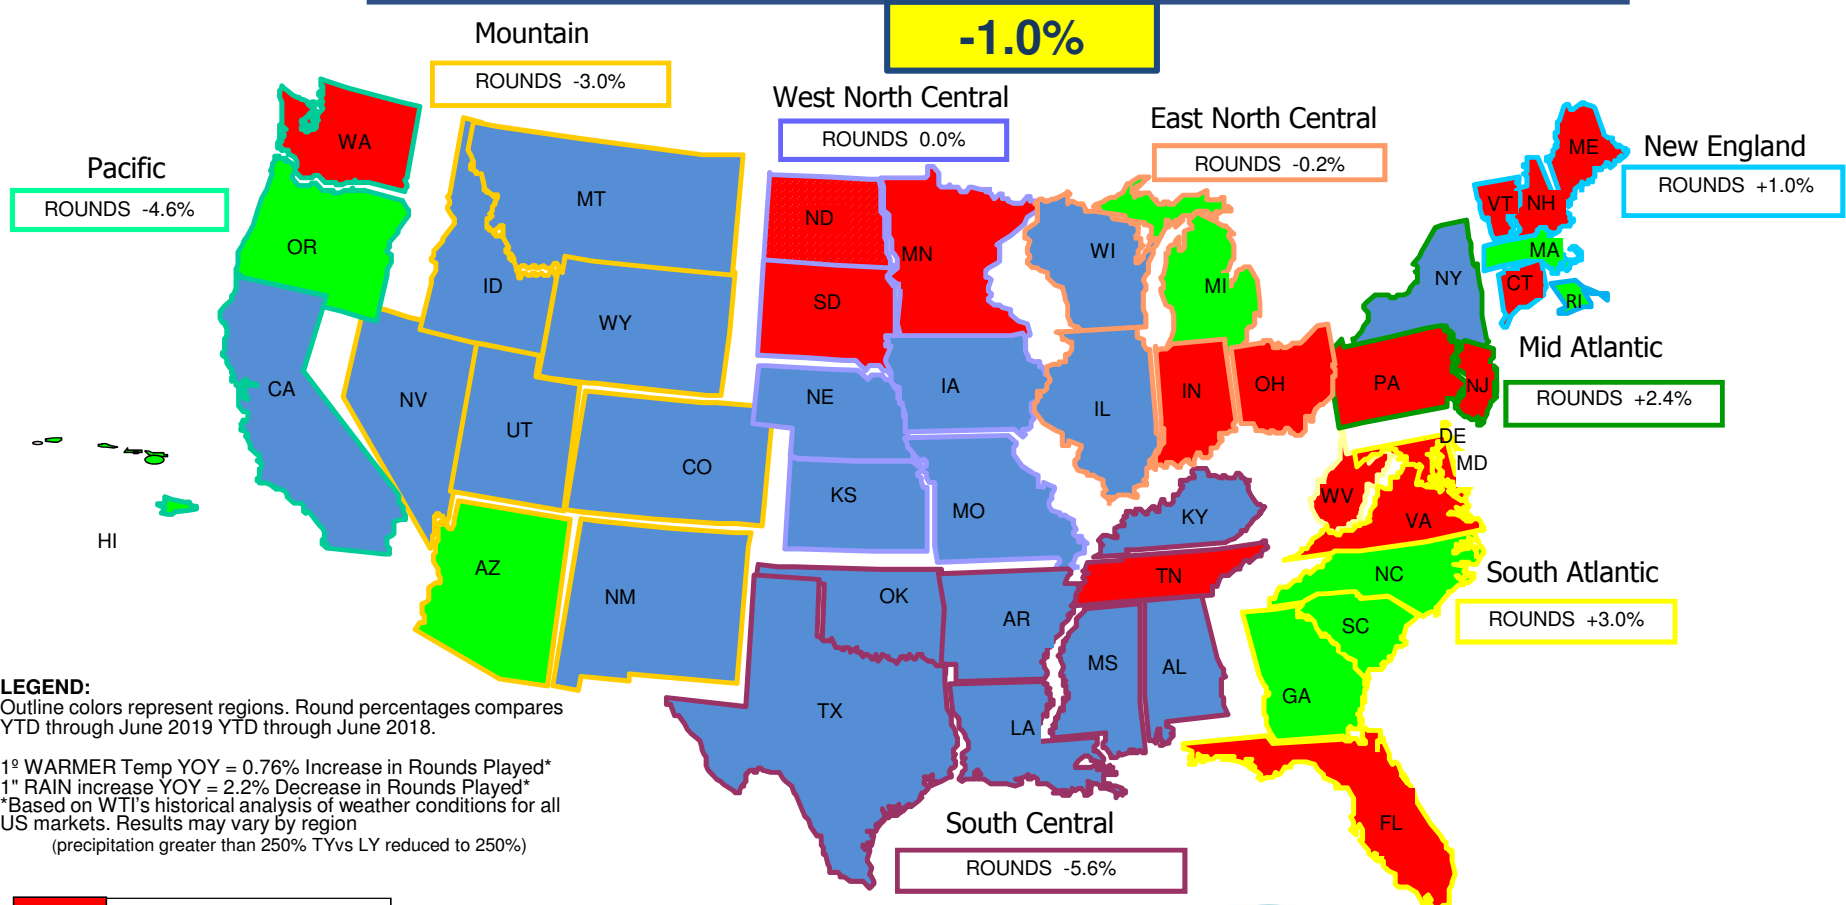 -1.0%
Mountain
ROUNDS -3.0%
West North Central
ROUNDS 0.0%
East North Central
ROUNDS -0.2%
New England
ROUNDS +1.0%
Pacific
ROUNDS -4.6%
WA
OR
CA
HI
MT
ID
WY
NV
UT
CO
AZ
NM
ND
SD
MN
NE
IA
KS
MO
WI
MI
IL
IN
OH
ME
VT
NH
MA
CT
RI
NY
PA
NJ
Mid Atlantic
ROUNDS +2.4%
DE
MD
WV
VA
NC
SC
GA
FL
South Atlantic
ROUNDS +3.0%
KY
TN
OK
AR
TX
LA
MS
AL
South Central
ROUNDS -5.6%
LEGEND:
Outline colors represent regions. Round percentages compares
YTD through June 2019 YTD through June 2018.
1º WARMER Temp YOY = 0.76% Increase in Rounds Played*
1" RAIN increase YOY = 2.2% Decrease in Rounds Played*
*Based on WTI's historical analysis of weather conditions for all
US markets. Results may vary by region
(precipitation greater than 250% TYvs LY reduced to 250%)